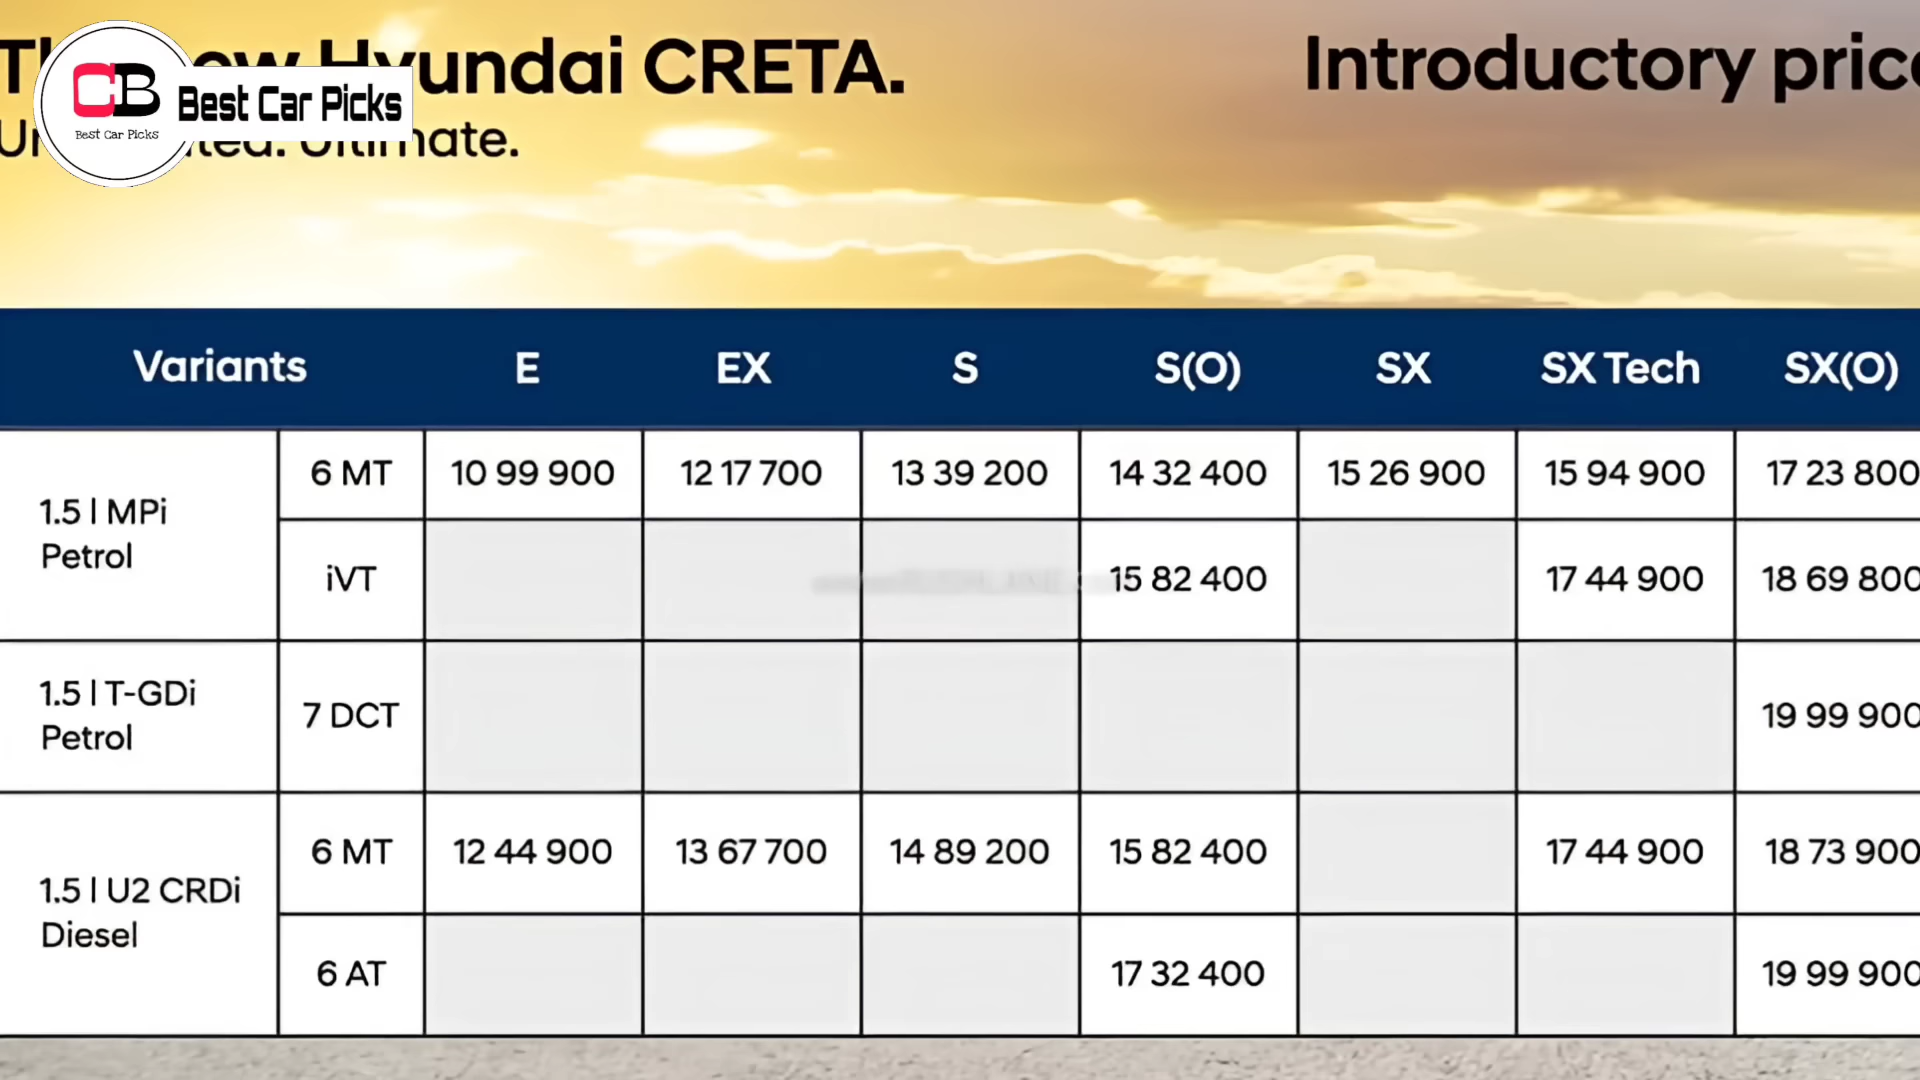 Hyundai CRETA.
Introductory
CB
Best Car Picks
Best Car Picks
Variants E EX S S(O) SX SX Tech SX(O)
1.5 l MPi
Petrol
6 MT 10 99 900 12 17 700 13 39 200 14 32 400 15 26 900 15 94 900 17 23 800
iVT 15 82 400 17 44 900 18 69 800
1.5 l T-GDi
Petrol
7 DCT 19 99 900
1.5 l U2 CRDi
Diesel
6 MT 12 44 900 13 67 700 14 89 200 15 82 400 17 44 900 18 73 900
6 AT 17 32 400 19 99 900